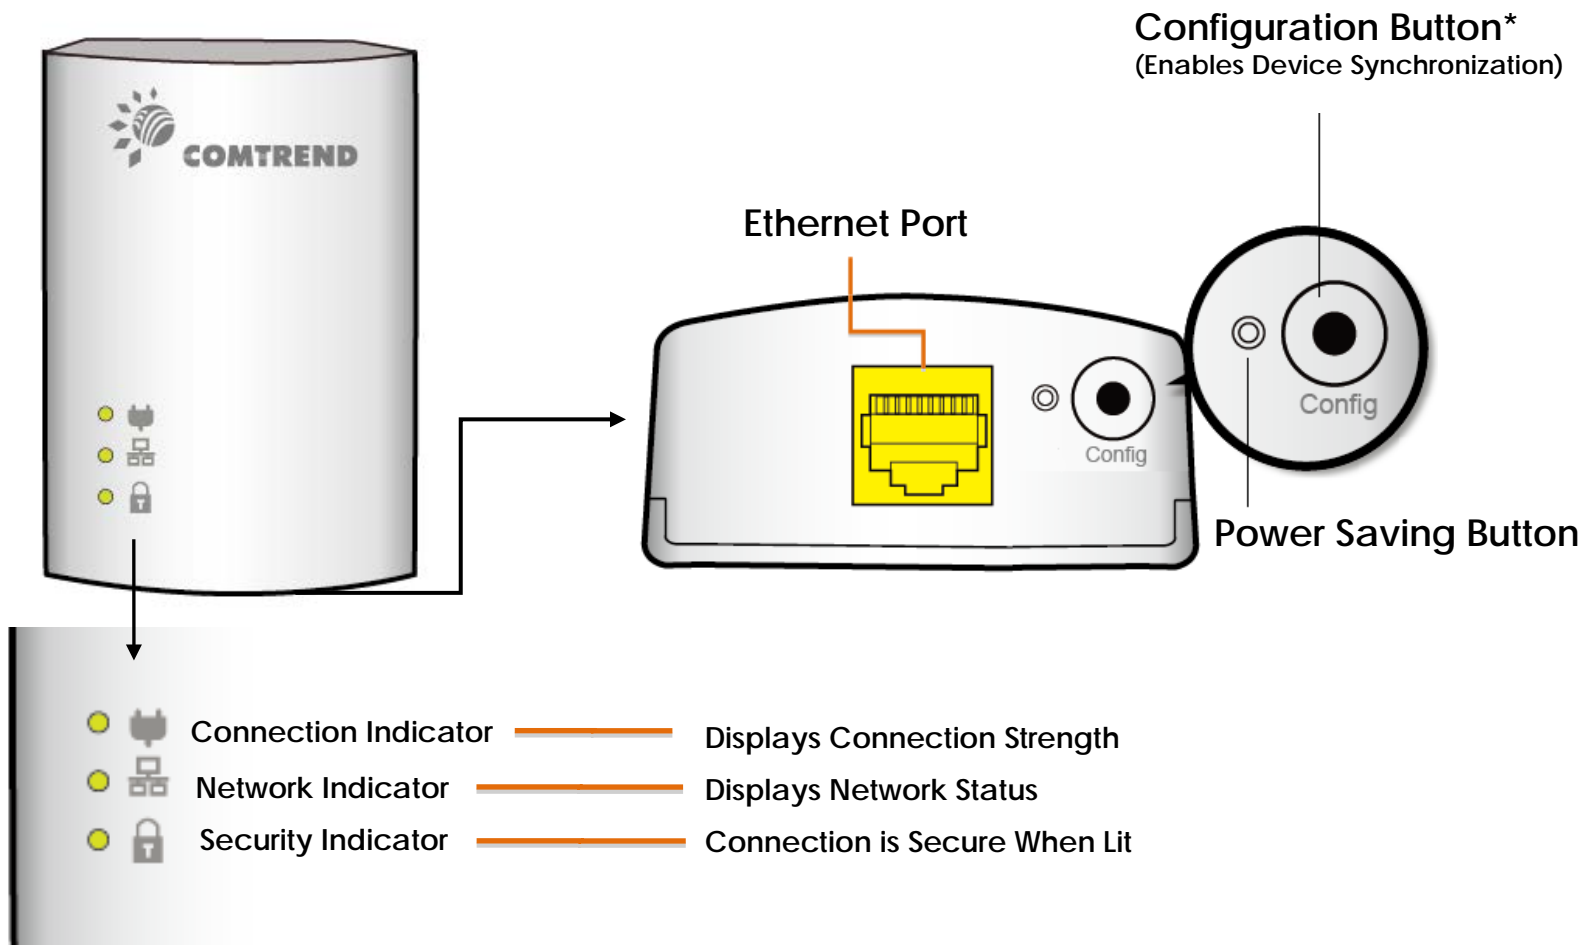 Configuration Button*
(Enables Device Synchronization)
COMTREND
Ethernet Port
Config
Config
Power Saving Button
Connection Indicator
Displays Connection Strength
Network Indicator
Displays Network Status
Security Indicator
Connection is Secure When Lit